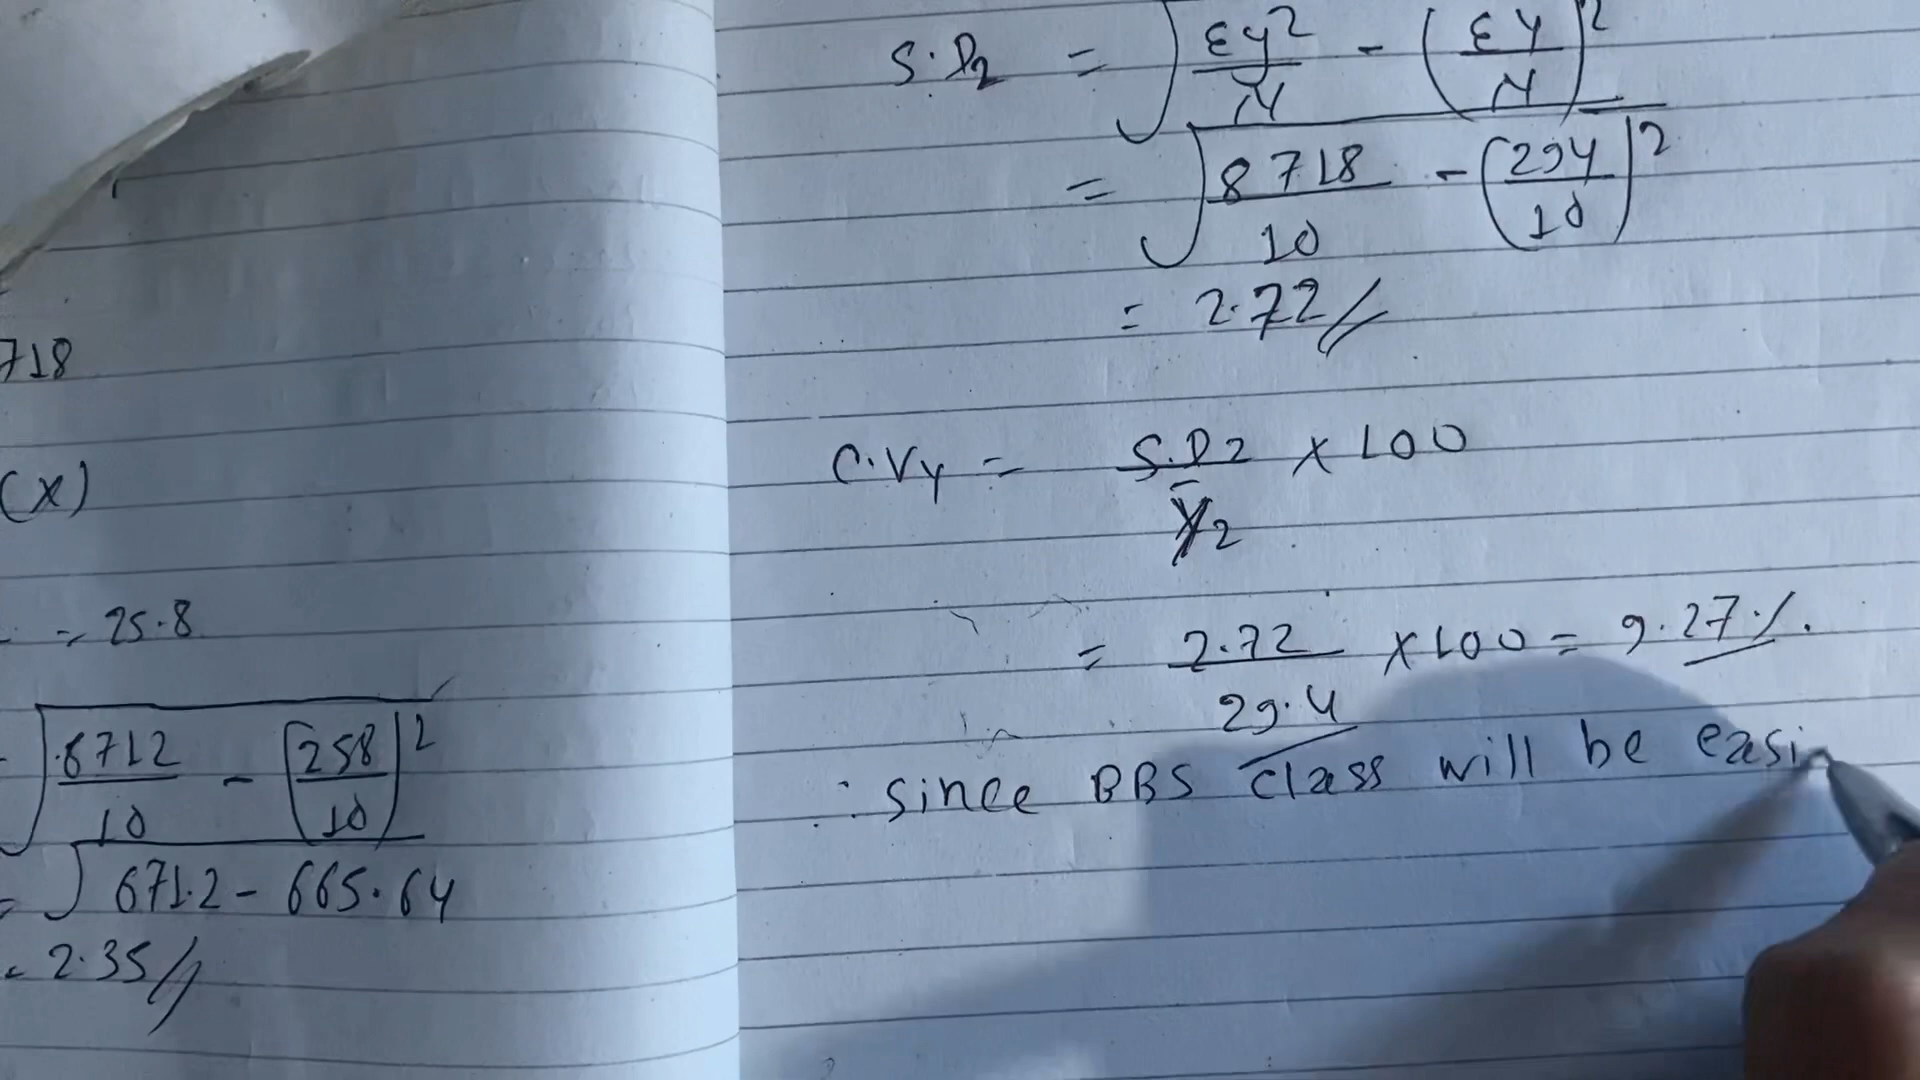 718
(X)
= 25.8
√6712/10 - (258/10)²
= √671.2 - 665.64
= 2.35//
S.D₂ = √Σy²/N - (ΣY/N)²
= √8718/10 - (294/10)²
= 2.72//
C.Vy = S.D2/Y̅2 × 100
= 2.72/29.4 × 100 = 9.27%.
∴ since BBS class will be easi